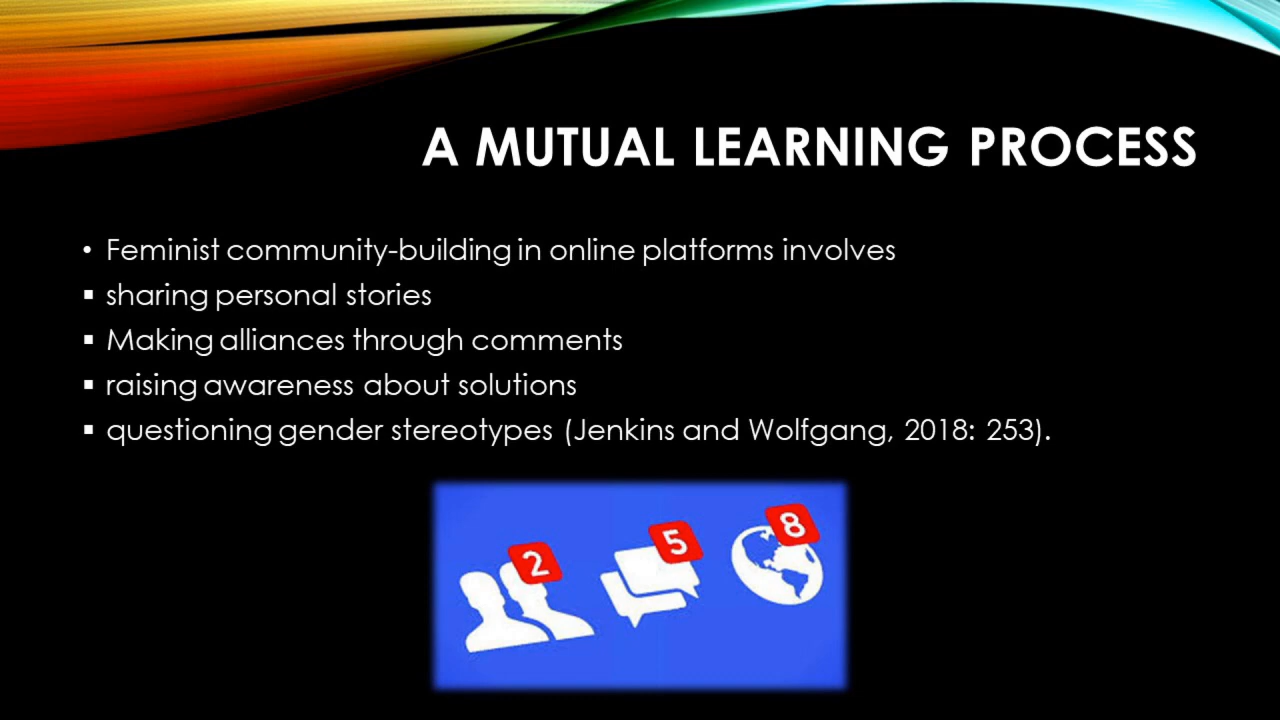 A MUTUAL LEARNING PROCESS
• Feminist community-building in online platforms involves
▪ sharing personal stories
▪ Making alliances through comments
▪ raising awareness about solutions
▪ questioning gender stereotypes (Jenkins and Wolfgang, 2018: 253).
2
5
8